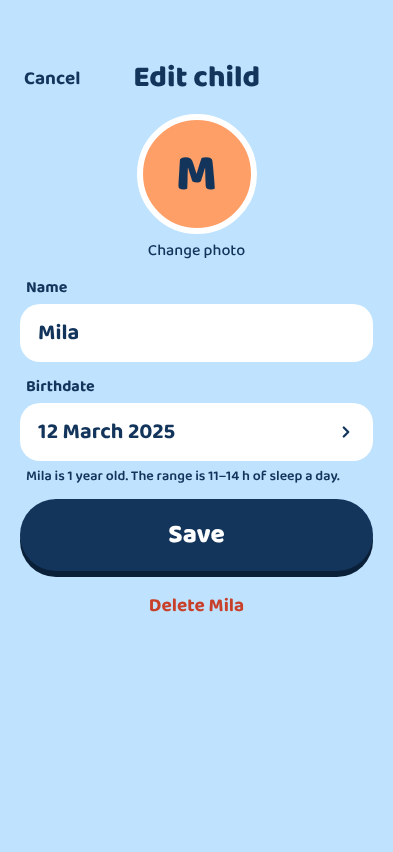 Cancel
Edit child
M
Change photo
Name
Mila
Birthdate
12 March 2025
Mila is 1 year old. The range is 11–14 h of sleep a day.
Save
Delete Mila